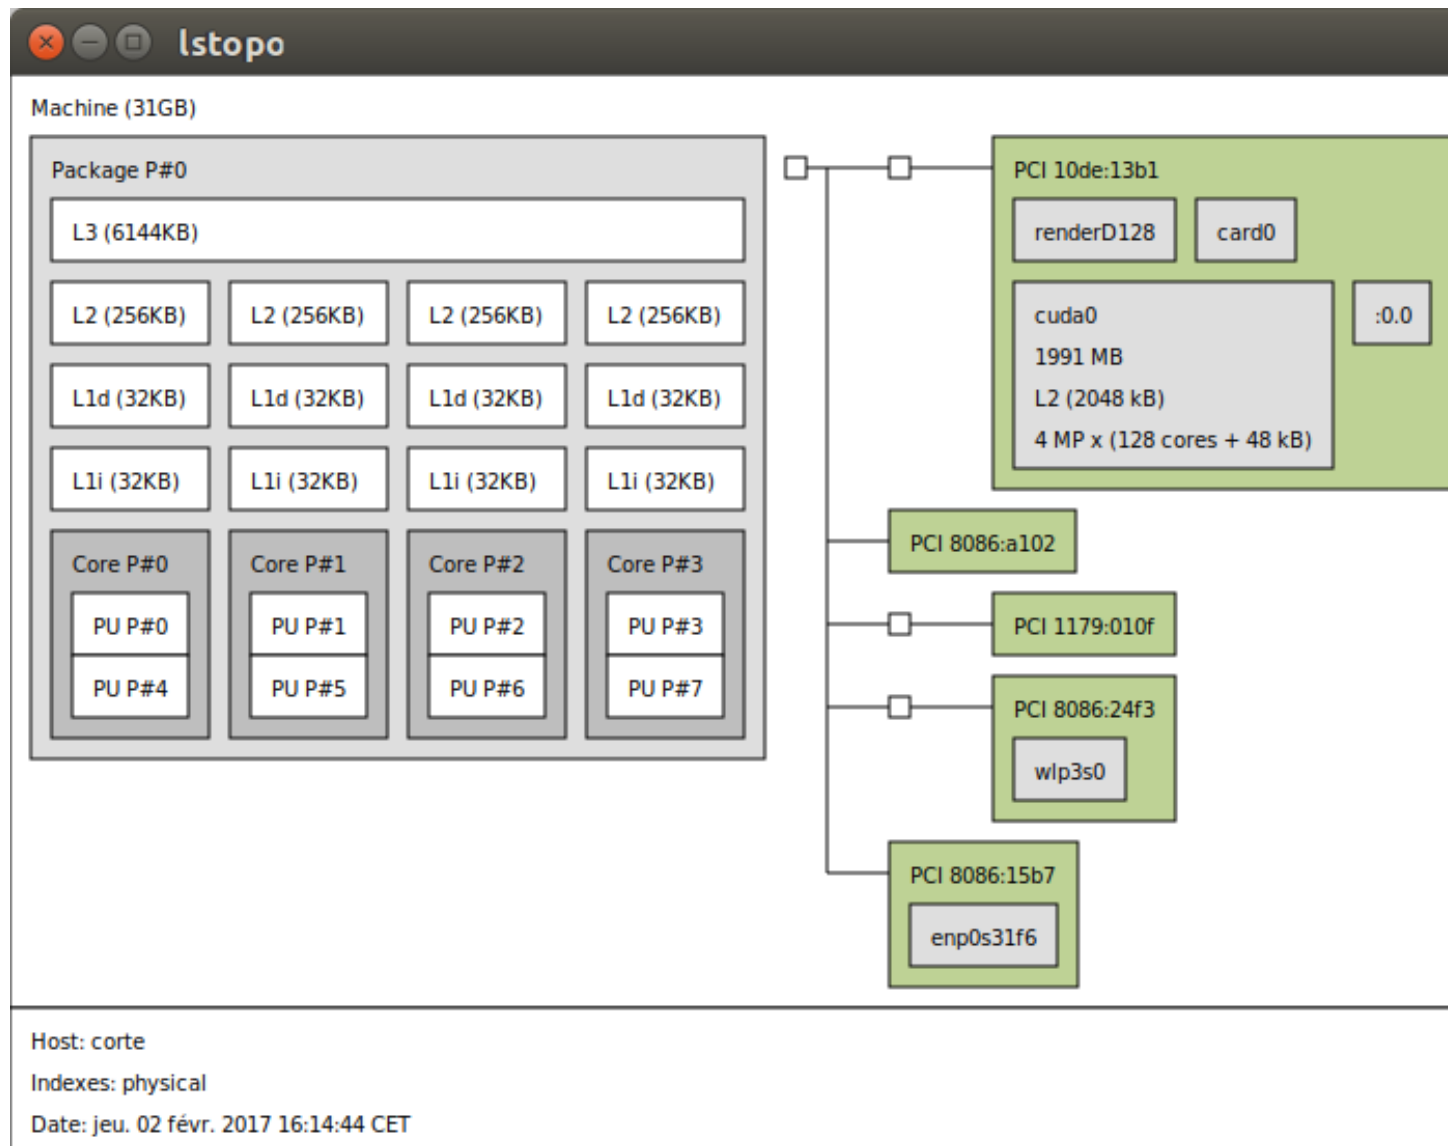 lstopo
Machine (31GB)
Package P#0
L3 (6144KB)
L2 (256KB) L2 (256KB) L2 (256KB) L2 (256KB)
L1d (32KB) L1d (32KB) L1d (32KB) L1d (32KB)
L1i (32KB) L1i (32KB) L1i (32KB) L1i (32KB)
Core P#0 Core P#1 Core P#2 Core P#3
PU P#0 PU P#1 PU P#2 PU P#3
PU P#4 PU P#5 PU P#6 PU P#7
PCI 10de:13b1
renderD128 card0
cuda0 :0.0
1991 MB
L2 (2048 kB)
4 MP x (128 cores + 48 kB)
PCI 8086:a102
PCI 1179:010f
PCI 8086:24f3
wlp3s0
PCI 8086:15b7
enp0s31f6
Host: corte
Indexes: physical
Date: jeu. 02 févr. 2017 16:14:44 CET